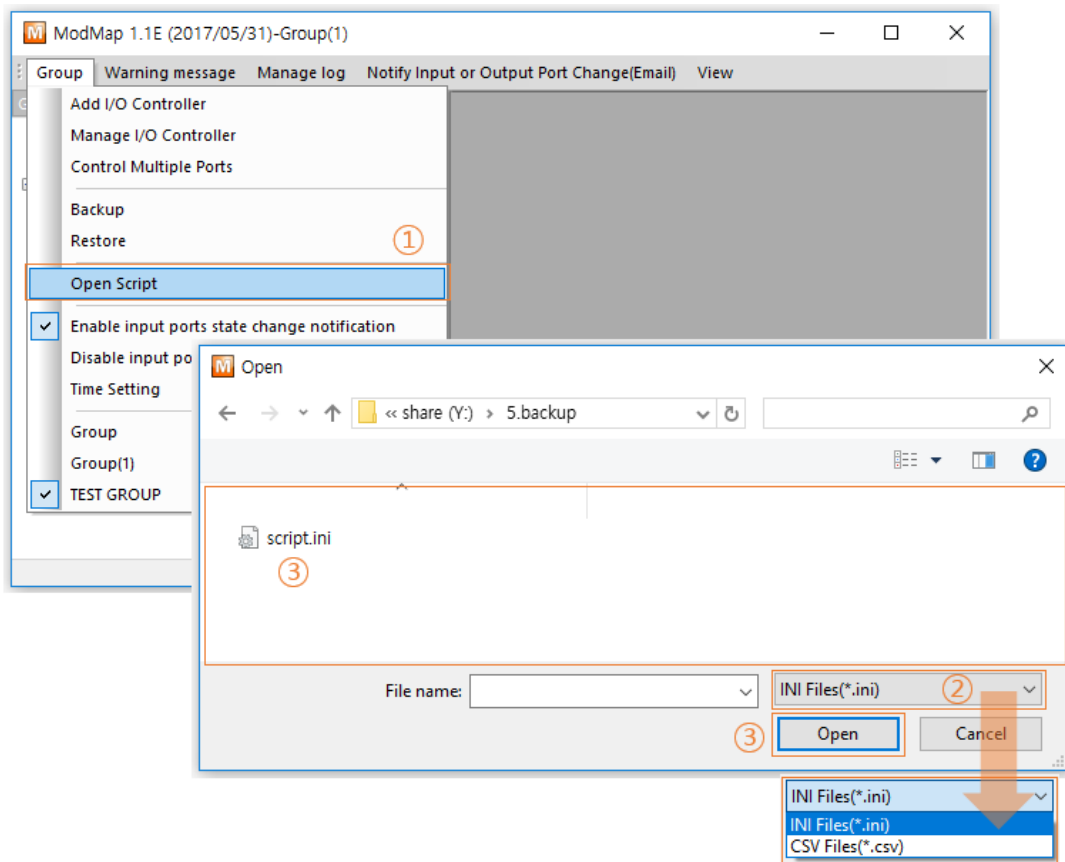 M ModMap 1.1E (2017/05/31)-Group(1)
Group Warning message Manage log Notify Input or Output Port Change(Email) View
G
Add I/O Controller
Manage I/O Controller
Control Multiple Ports
Backup
Restore
①
Open Script
Enable input ports state change notification
Disable input po
Time Setting
Group
Group(1)
TEST GROUP
M Open
« share (Y:) › 5.backup
?
script.ini
③
File name:
INI Files(*.ini) ②
③ Open Cancel
INI Files(*.ini)
INI Files(*.ini)
CSV Files(*.csv)